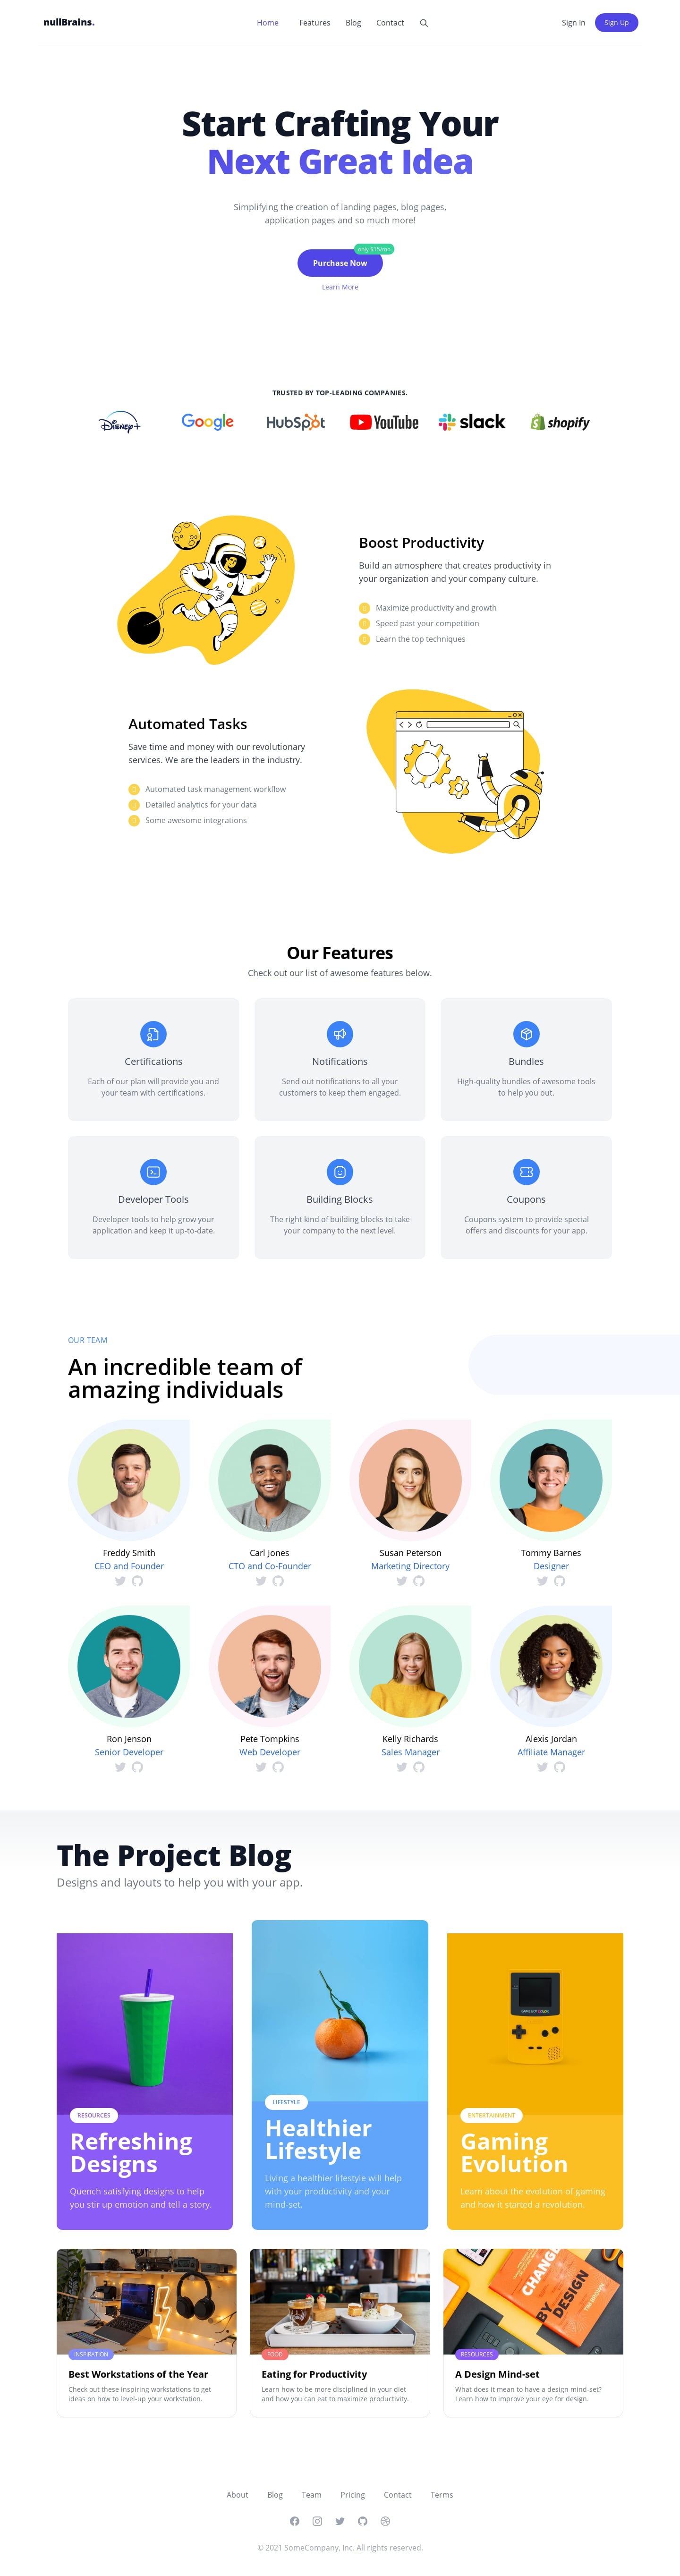 nullBrains.
Home
Features
Blog
Contact
Sign In
Sign Up
Start Crafting Your
Next Great Idea
Simplifying the creation of landing pages, blog pages,
application pages and so much more!
only $15/mo
Purchase Now
Learn More
TRUSTED BY TOP-LEADING COMPANIES.
Disney+
Google
HubSpot
YouTube
slack
shopify
Boost Productivity
Build an atmosphere that creates productivity in
your organization and your company culture.
Maximize productivity and growth
Speed past your competition
Learn the top techniques
Automated Tasks
Save time and money with our revolutionary
services. We are the leaders in the industry.
Automated task management workflow
Detailed analytics for your data
Some awesome integrations
Our Features
Check out our list of awesome features below.
Certifications
Each of our plan will provide you and
your team with certifications.
Notifications
Send out notifications to all your
customers to keep them engaged.
Bundles
High-quality bundles of awesome tools
to help you out.
Developer Tools
Developer tools to help grow your
application and keep it up-to-date.
Building Blocks
The right kind of building blocks to take
your company to the next level.
Coupons
Coupons system to provide special
offers and discounts for your app.
OUR TEAM
An incredible team of
amazing individuals
Freddy Smith
CEO and Founder
Carl Jones
CTO and Co-Founder
Susan Peterson
Marketing Directory
Tommy Barnes
Designer
Ron Jenson
Senior Developer
Pete Tompkins
Web Developer
Kelly Richards
Sales Manager
Alexis Jordan
Affiliate Manager
The Project Blog
Designs and layouts to help you with your app.
RESOURCES
Refreshing
Designs
Quench satisfying designs to help
you stir up emotion and tell a story.
LIFESTYLE
Healthier
Lifestyle
Living a healthier lifestyle will help
with your productivity and your
mind-set.
ENTERTAINMENT
Gaming
Evolution
Learn about the evolution of gaming
and how it started a revolution.
INSPIRATION
Best Workstations of the Year
Check out these inspiring workstations to get
ideas on how to level-up your workstation.
FOOD
Eating for Productivity
Learn how to be more disciplined in your diet
and how you can eat to maximize productivity.
CHANGE
BY
DESIGN
RESOURCES
A Design Mind-set
What does it mean to have a design mind-set?
Learn how to improve your eye for design.
About
Blog
Team
Pricing
Contact
Terms
© 2021 SomeCompany, Inc. All rights reserved.